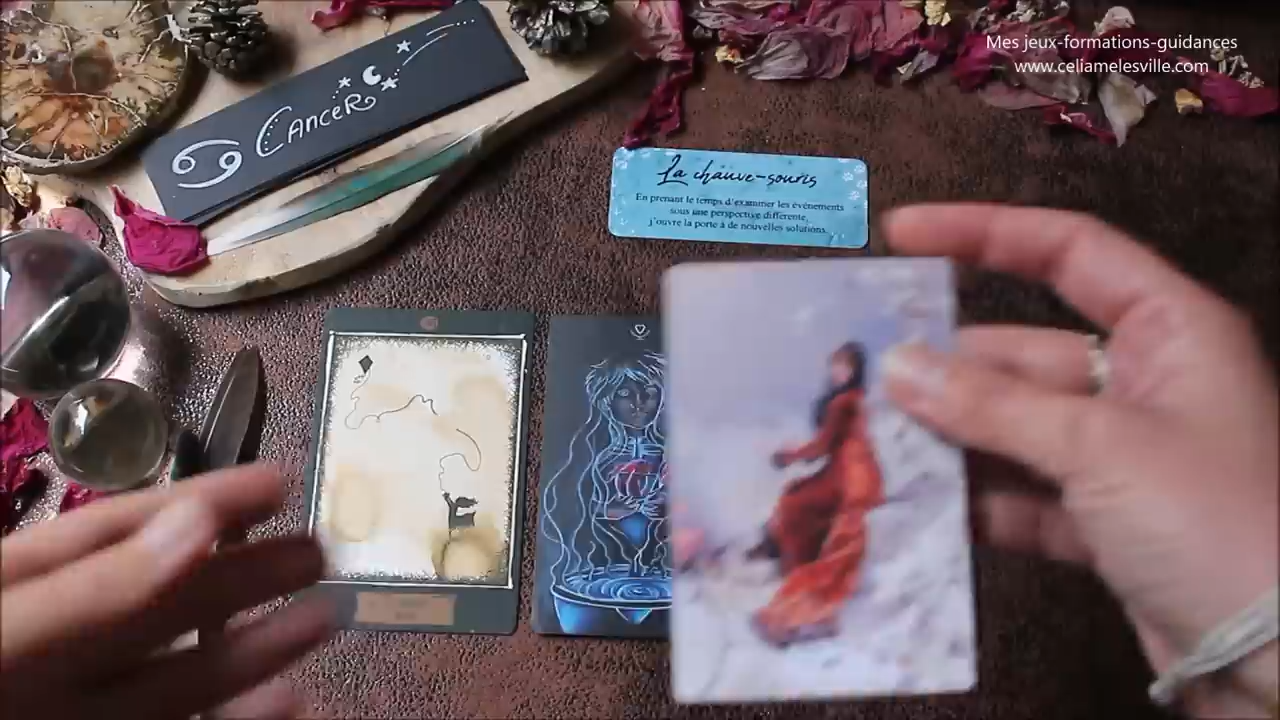 Mes jeux-formations-guidances
www.celiamelesville.com
Cancer
La chauve-souris
En prenant le temps d'examiner les événements
sous une perspective différente,
j'ouvre la porte à de nouvelles solutions.